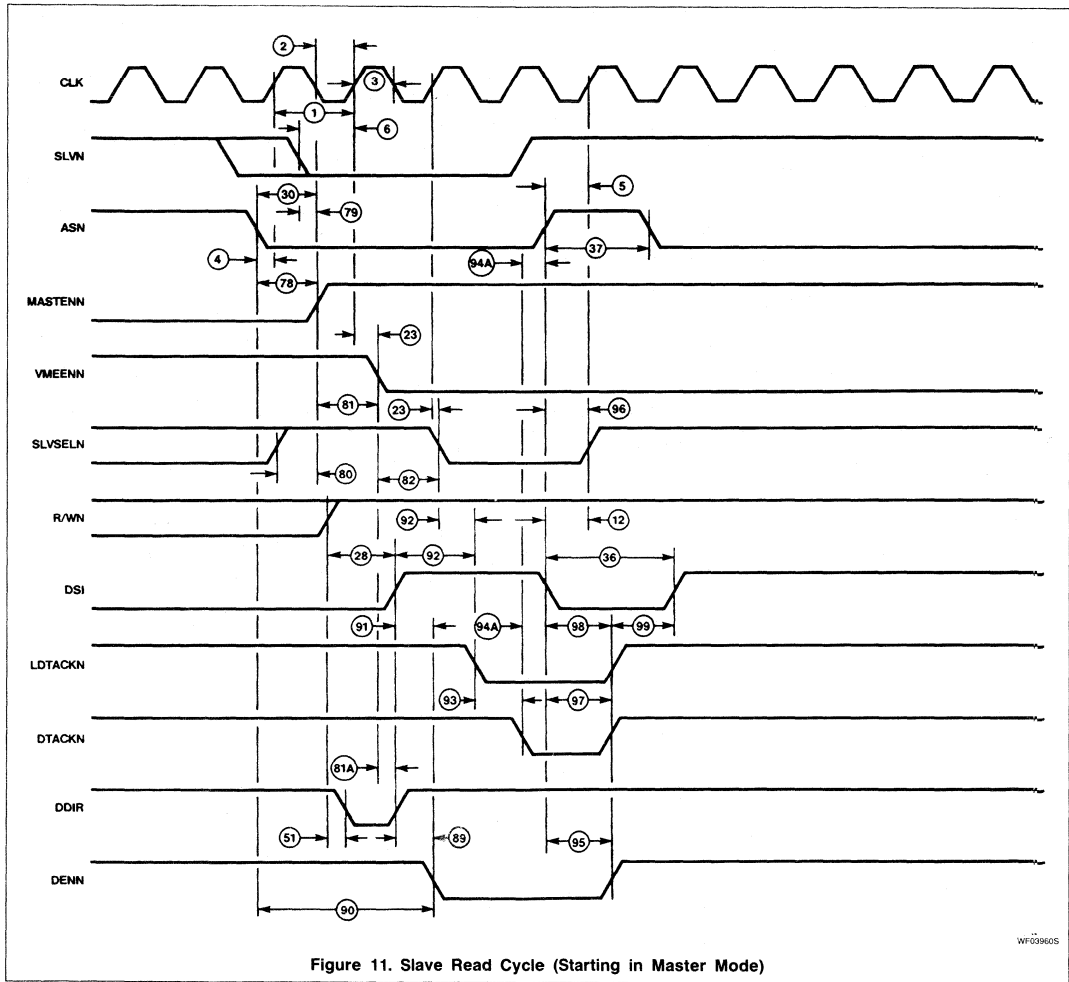 2
CLK
3
1
6
SLVN
5
30
79
ASN
37
4
94A
78
MASTENN
23
VMEENN
81
23
96
SLVSELN
80
82
R/WN
92
12
28
92
36
DSI
91
94A
98
99
LDTACKN
93
97
DTACKN
81A
DDIR
51
89
95
DENN
90
WF03960S
Figure 11. Slave Read Cycle (Starting in Master Mode)